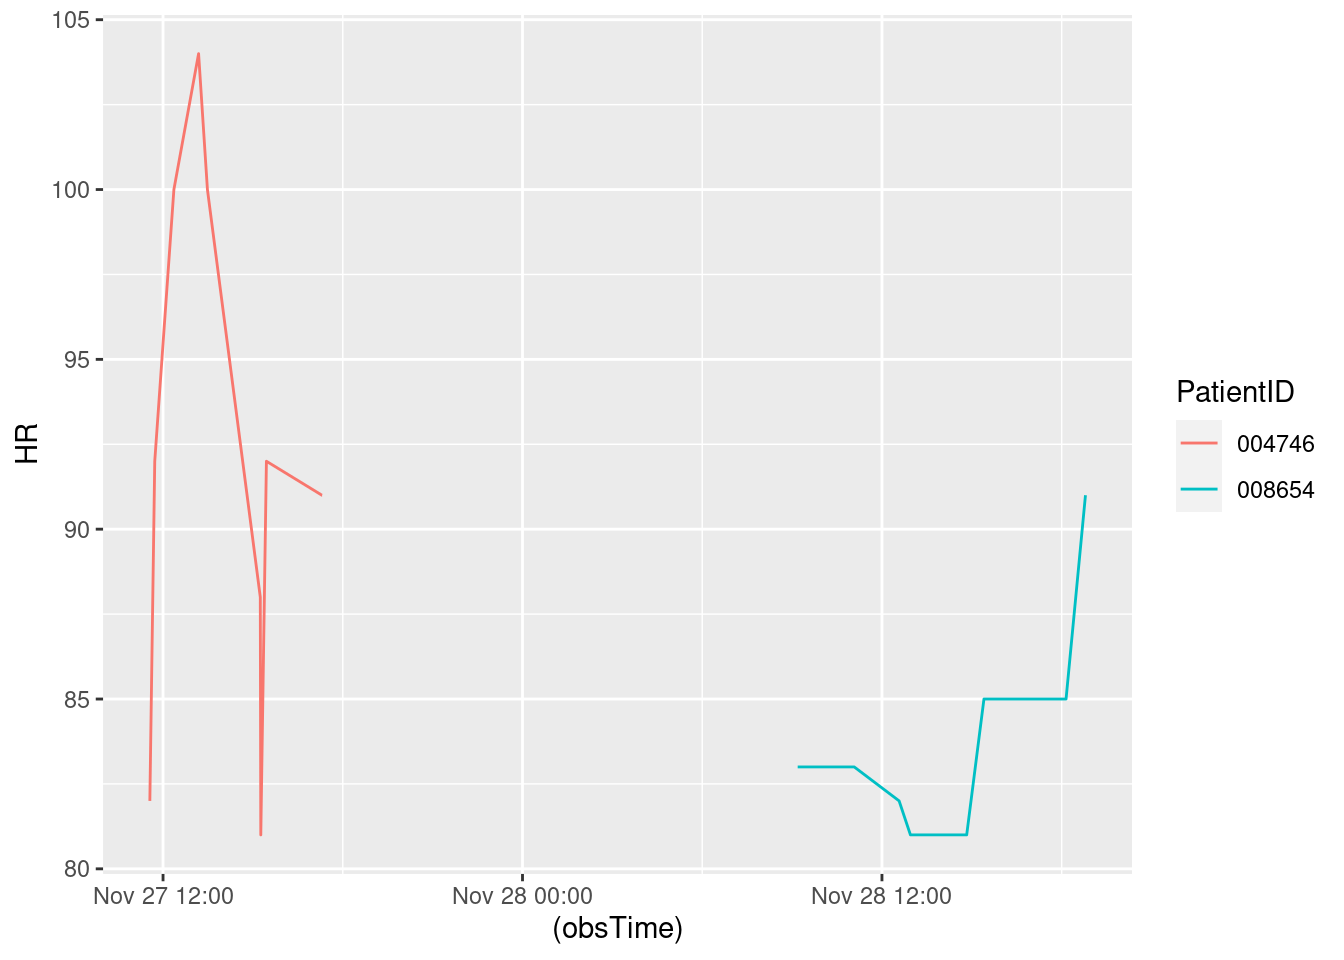 105
100
95
90
85
80
HR
Nov 27 12:00
Nov 28 00:00
Nov 28 12:00
(obsTime)
PatientID
004746
008654